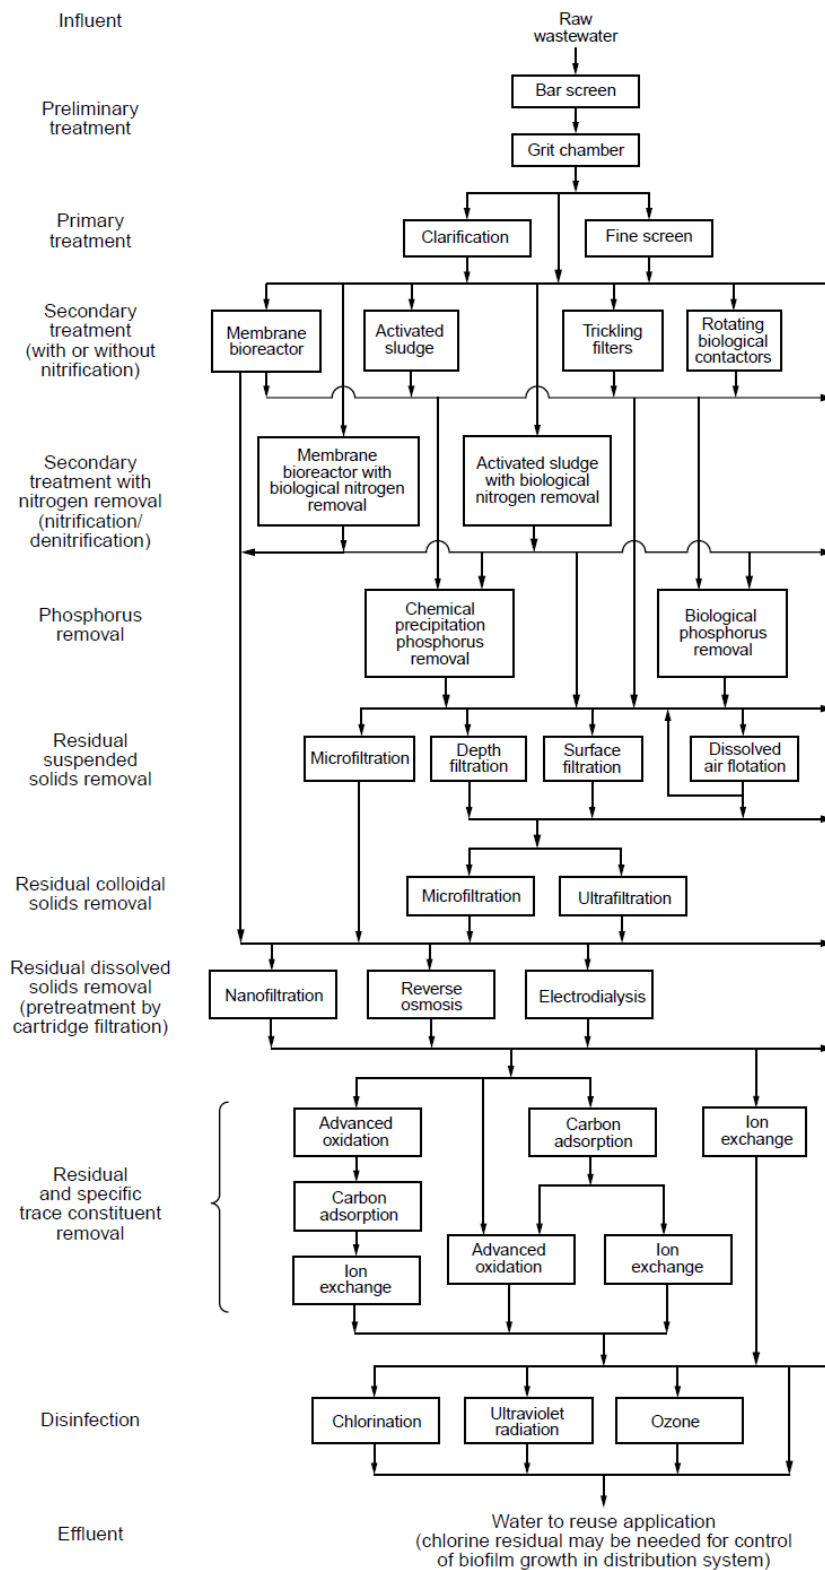 Influent
Raw
wastewater
Preliminary
treatment
Bar screen
Grit chamber
Primary
treatment
Clarification
Fine screen
Secondary
treatment
(with or without
nitrification)
Membrane
bioreactor
Activated
sludge
Trickling
filters
Rotating
biological
contactors
Secondary
treatment with
nitrogen removal
(nitrification/
denitrification)
Membrane
bioreactor with
biological nitrogen
removal
Activated sludge
with biological
nitrogen removal
Phosphorus
removal
Chemical
precipitation
phosphorus
removal
Biological
phosphorus
removal
Residual
suspended
solids removal
Microfiltration
Depth
filtration
Surface
filtration
Dissolved
air flotation
Residual colloidal
solids removal
Microfiltration
Ultrafiltration
Residual dissolved
solids removal
(pretreatment by
cartridge filtration)
Nanofiltration
Reverse
osmosis
Electrodialysis
Residual
and specific
trace constituent
removal
Advanced
oxidation
Carbon
adsorption
Ion
exchange
Carbon
adsorption
Advanced
oxidation
Ion
exchange
Ion
exchange
Disinfection
Chlorination
Ultraviolet
radiation
Ozone
Effluent
Water to reuse application
(chlorine residual may be needed for control
of biofilm growth in distribution system)